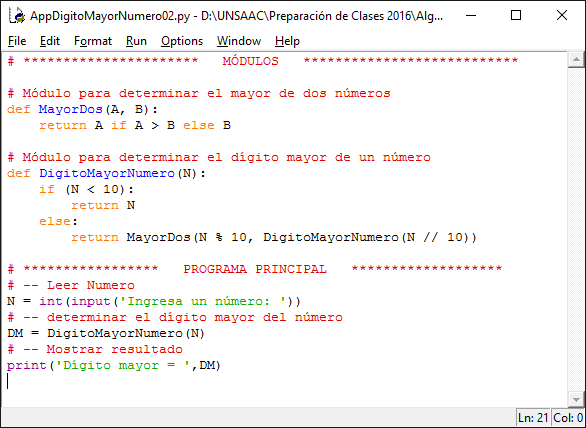 AppDigitoMayorNumero02.py - D:\UNSAAC\Preparación de Clases 2016\Alg...
File Edit Format Run Options Window Help
# ********************** MÓDULOS ***************************
# Módulo para determinar el mayor de dos números
def MayorDos(A, B):
    return A if A > B else B
# Módulo para determinar el dígito mayor de un número
def DigitoMayorNumero(N):
    if (N < 10):
        return N
    else:
        return MayorDos(N % 10, DigitoMayorNumero(N // 10))
# ***************** PROGRAMA PRINCIPAL *******************
# -- Leer Numero
N = int(input('Ingresa un número: '))
# -- determinar el dígito mayor del número
DM = DigitoMayorNumero(N)
# -- Mostrar resultado
print('Dígito mayor = ',DM)
Ln: 21 Col: 0